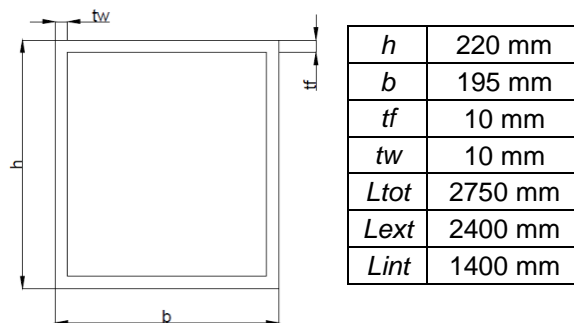 tw
tf
h
b
h 220 mm
b 195 mm
tf 10 mm
tw 10 mm
Ltot 2750 mm
Lext 2400 mm
Lint 1400 mm